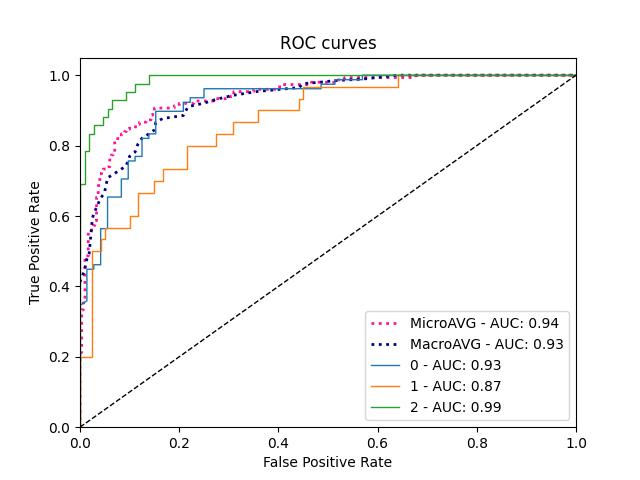 ROC curves
True Positive Rate
1.0
0.8
0.6
0.4
0.2
0.0
MicroAVG - AUC: 0.94
MacroAVG - AUC: 0.93
0 - AUC: 0.93
1 - AUC: 0.87
2 - AUC: 0.99
0.0 0.2 0.4 0.6 0.8 1.0
False Positive Rate